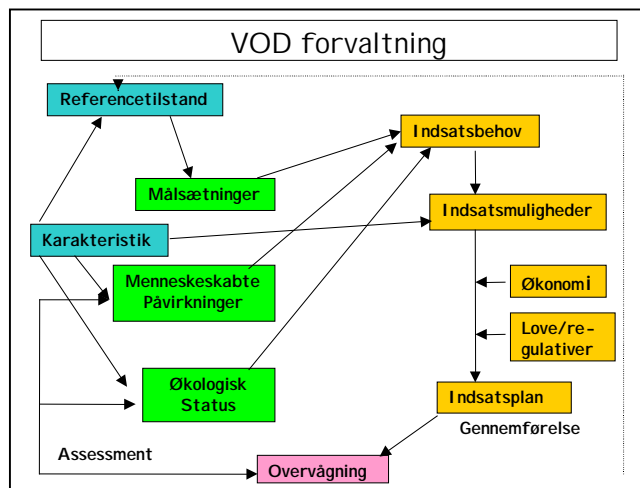 VOD forvaltning
Referencetilstand
Indsatsbehov
Målsætninger
Indsatsmuligheder
Karakteristik
Menneskeskabte
Påvirkninger
Økonomi
Love/re-
gulativer
Økologisk
Status
Indsatsplan
Gennemførelse
Assessment
Overvågning